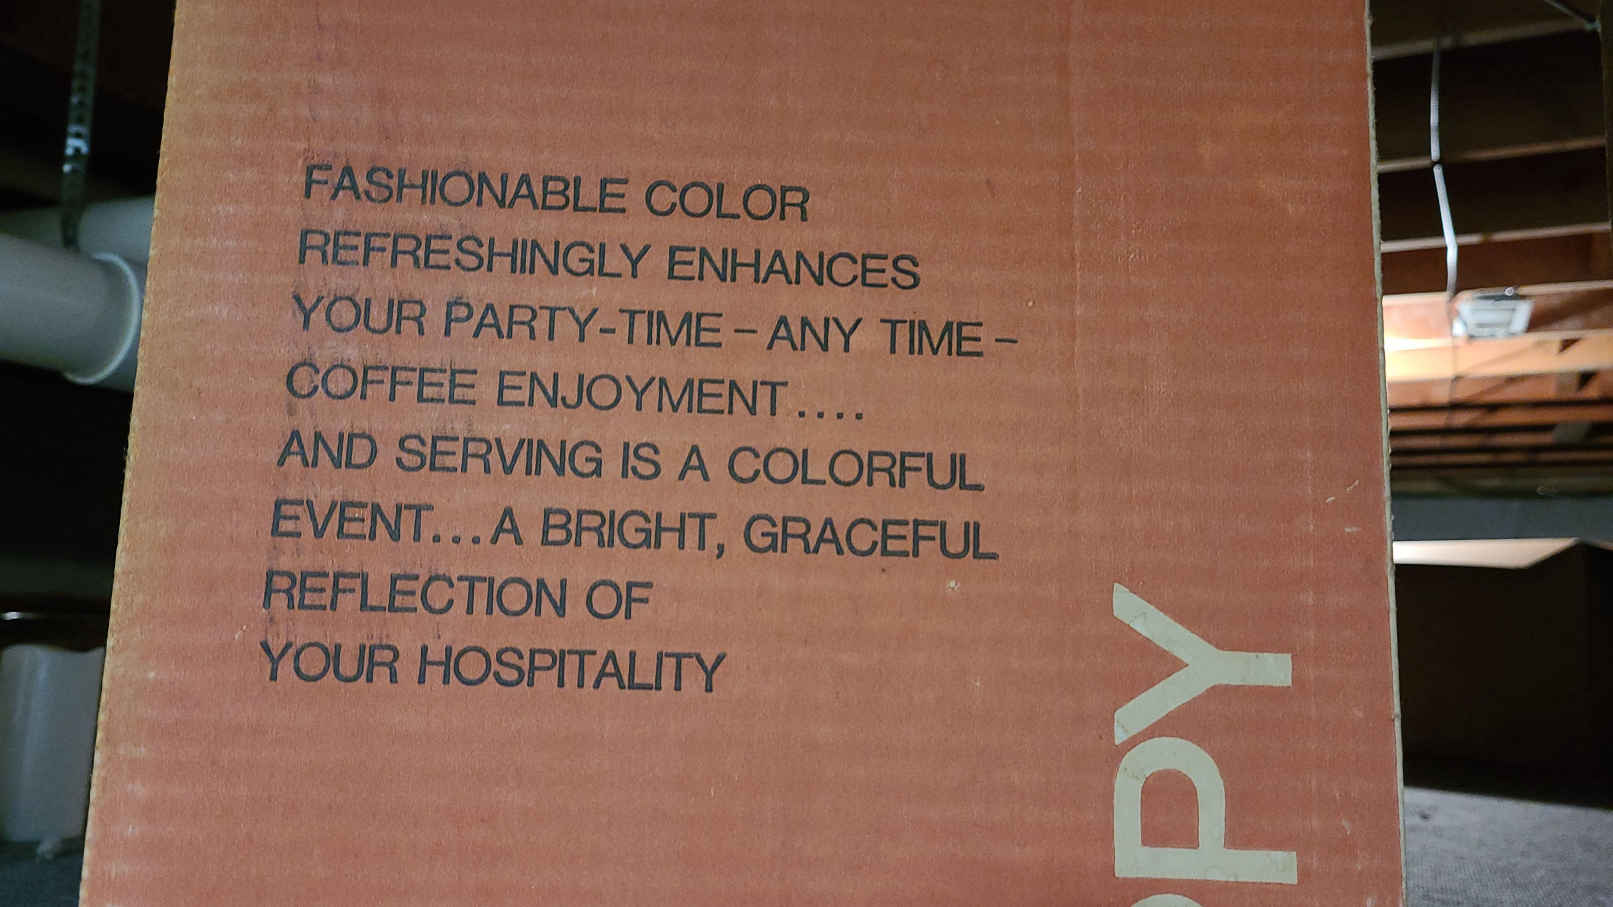 FASHIONABLE COLOR
REFRESHINGLY ENHANCES
YOUR PARTY-TIME – ANY TIME –
COFFEE ENJOYMENT....
AND SERVING IS A COLORFUL
EVENT...A BRIGHT, GRACEFUL
REFLECTION OF
YOUR HOSPITALITY